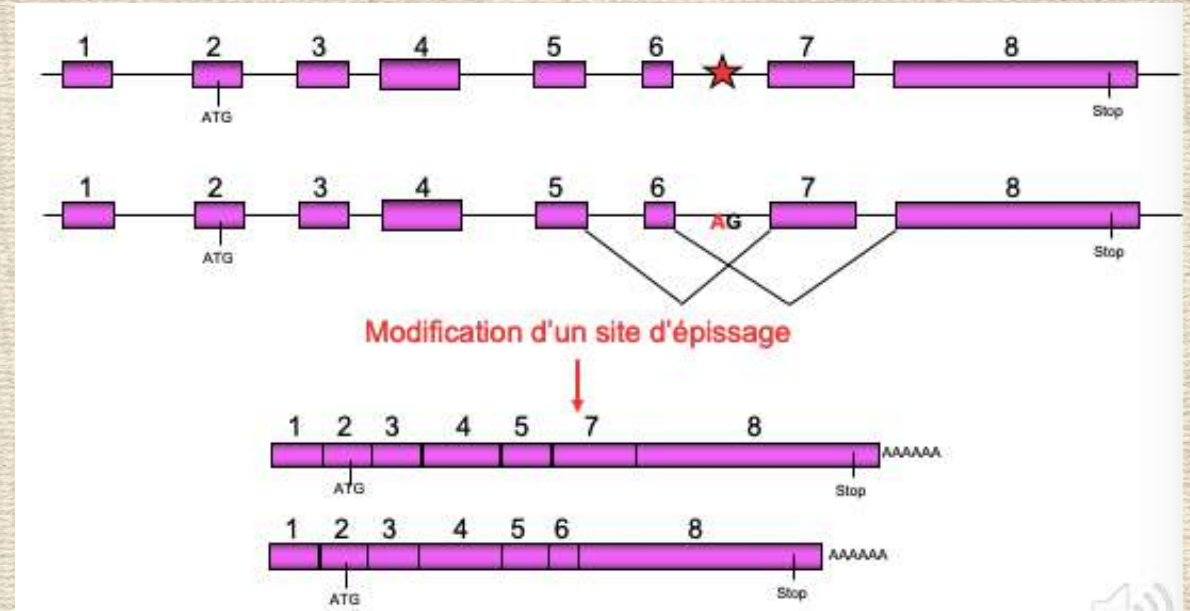 1 2 3 4 5 6 7 8
ATG Stop
1 2 3 4 5 6 7 8
AG
ATG Stop
Modification d'un site d'épissage
1 2 3 4 5 7 8
AAAAAA
ATG Stop
1 2 3 4 5 6 8
AAAAAA
ATG Stop